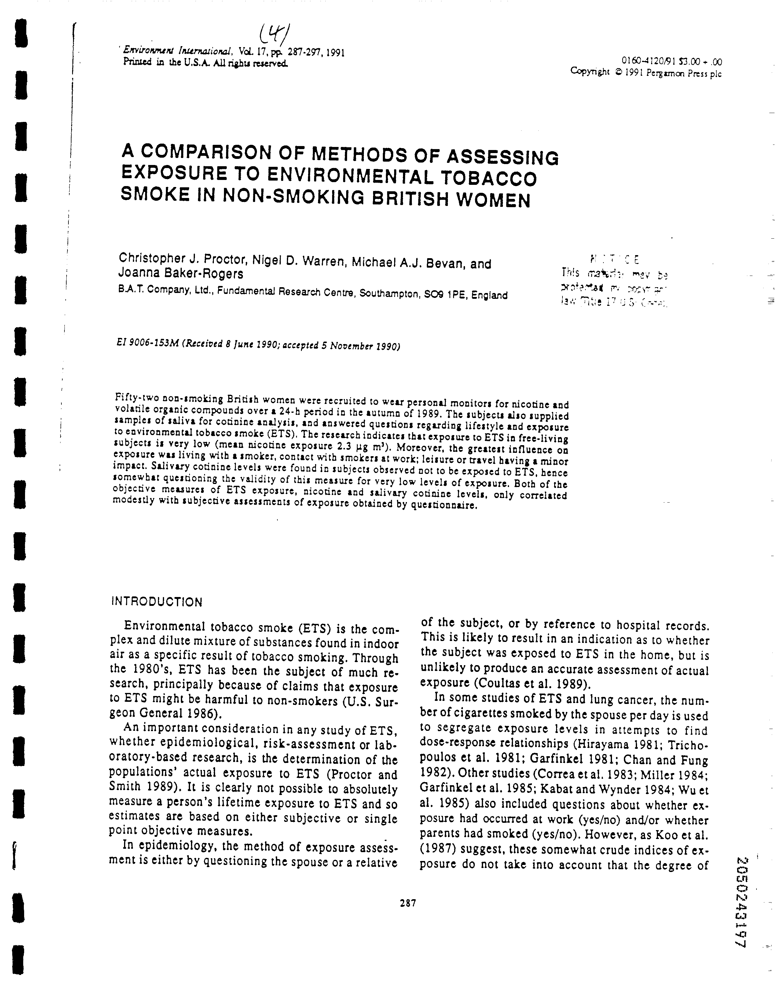 (4)
Environment International, Vol. 17, pp. 287-297, 1991
Printed in the U.S.A. All rights reserved.
0160-4120/91 $3.00 + .00
Copyright © 1991 Pergamon Press plc
A COMPARISON OF METHODS OF ASSESSING
EXPOSURE TO ENVIRONMENTAL TOBACCO
SMOKE IN NON-SMOKING BRITISH WOMEN
Christopher J. Proctor, Nigel D. Warren, Michael A.J. Bevan, and
Joanna Baker-Rogers
B.A.T. Company, Ltd., Fundamental Research Centre, Southampton, SO9 1PE, England
NOTICE
This material may be
protected by copyright
law Title 17 U.S.
EI 9006-153M (Received 8 June 1990; accepted 5 November 1990)
Fifty-two non-smoking British women were recruited to wear personal monitors for nicotine and
volatile organic compounds over a 24-h period in the autumn of 1989. The subjects also supplied
samples of saliva for cotinine analysis, and answered questions regarding lifestyle and exposure
to environmental tobacco smoke (ETS). The research indicates that exposure to ETS in free-living
subjects is very low (mean nicotine exposure 2.3 µg m³). Moreover, the greatest influence on
exposure was living with a smoker, contact with smokers at work; leisure or travel having a minor
impact. Salivary cotinine levels were found in subjects observed not to be exposed to ETS, hence
somewhat questioning the validity of this measure for very low levels of exposure. Both of the
objective measures of ETS exposure, nicotine and salivary cotinine levels, only correlated
modestly with subjective assessments of exposure obtained by questionnaire.
INTRODUCTION
Environmental tobacco smoke (ETS) is the com-
plex and dilute mixture of substances found in indoor
air as a specific result of tobacco smoking. Through
the 1980's, ETS has been the subject of much re-
search, principally because of claims that exposure
to ETS might be harmful to non-smokers (U.S. Sur-
geon General 1986).
An important consideration in any study of ETS,
whether epidemiological, risk-assessment or lab-
oratory-based research, is the determination of the
populations' actual exposure to ETS (Proctor and
Smith 1989). It is clearly not possible to absolutely
measure a person's lifetime exposure to ETS and so
estimates are based on either subjective or single
point objective measures.
In epidemiology, the method of exposure assess-
ment is either by questioning the spouse or a relative
of the subject, or by reference to hospital records.
This is likely to result in an indication as to whether
the subject was exposed to ETS in the home, but is
unlikely to produce an accurate assessment of actual
exposure (Coultas et al. 1989).
In some studies of ETS and lung cancer, the num-
ber of cigarettes smoked by the spouse per day is used
to segregate exposure levels in attempts to find
dose-response relationships (Hirayama 1981; Tricho-
poulos et al. 1981; Garfinkel 1981; Chan and Fung
1982). Other studies (Correa et al. 1983; Miller 1984;
Garfinkel et al. 1985; Kabat and Wynder 1984; Wu et
al. 1985) also included questions about whether ex-
posure had occurred at work (yes/no) and/or whether
parents had smoked (yes/no). However, as Koo et al.
(1987) suggest, these somewhat crude indices of ex-
posure do not take into account that the degree of
287
2050243197